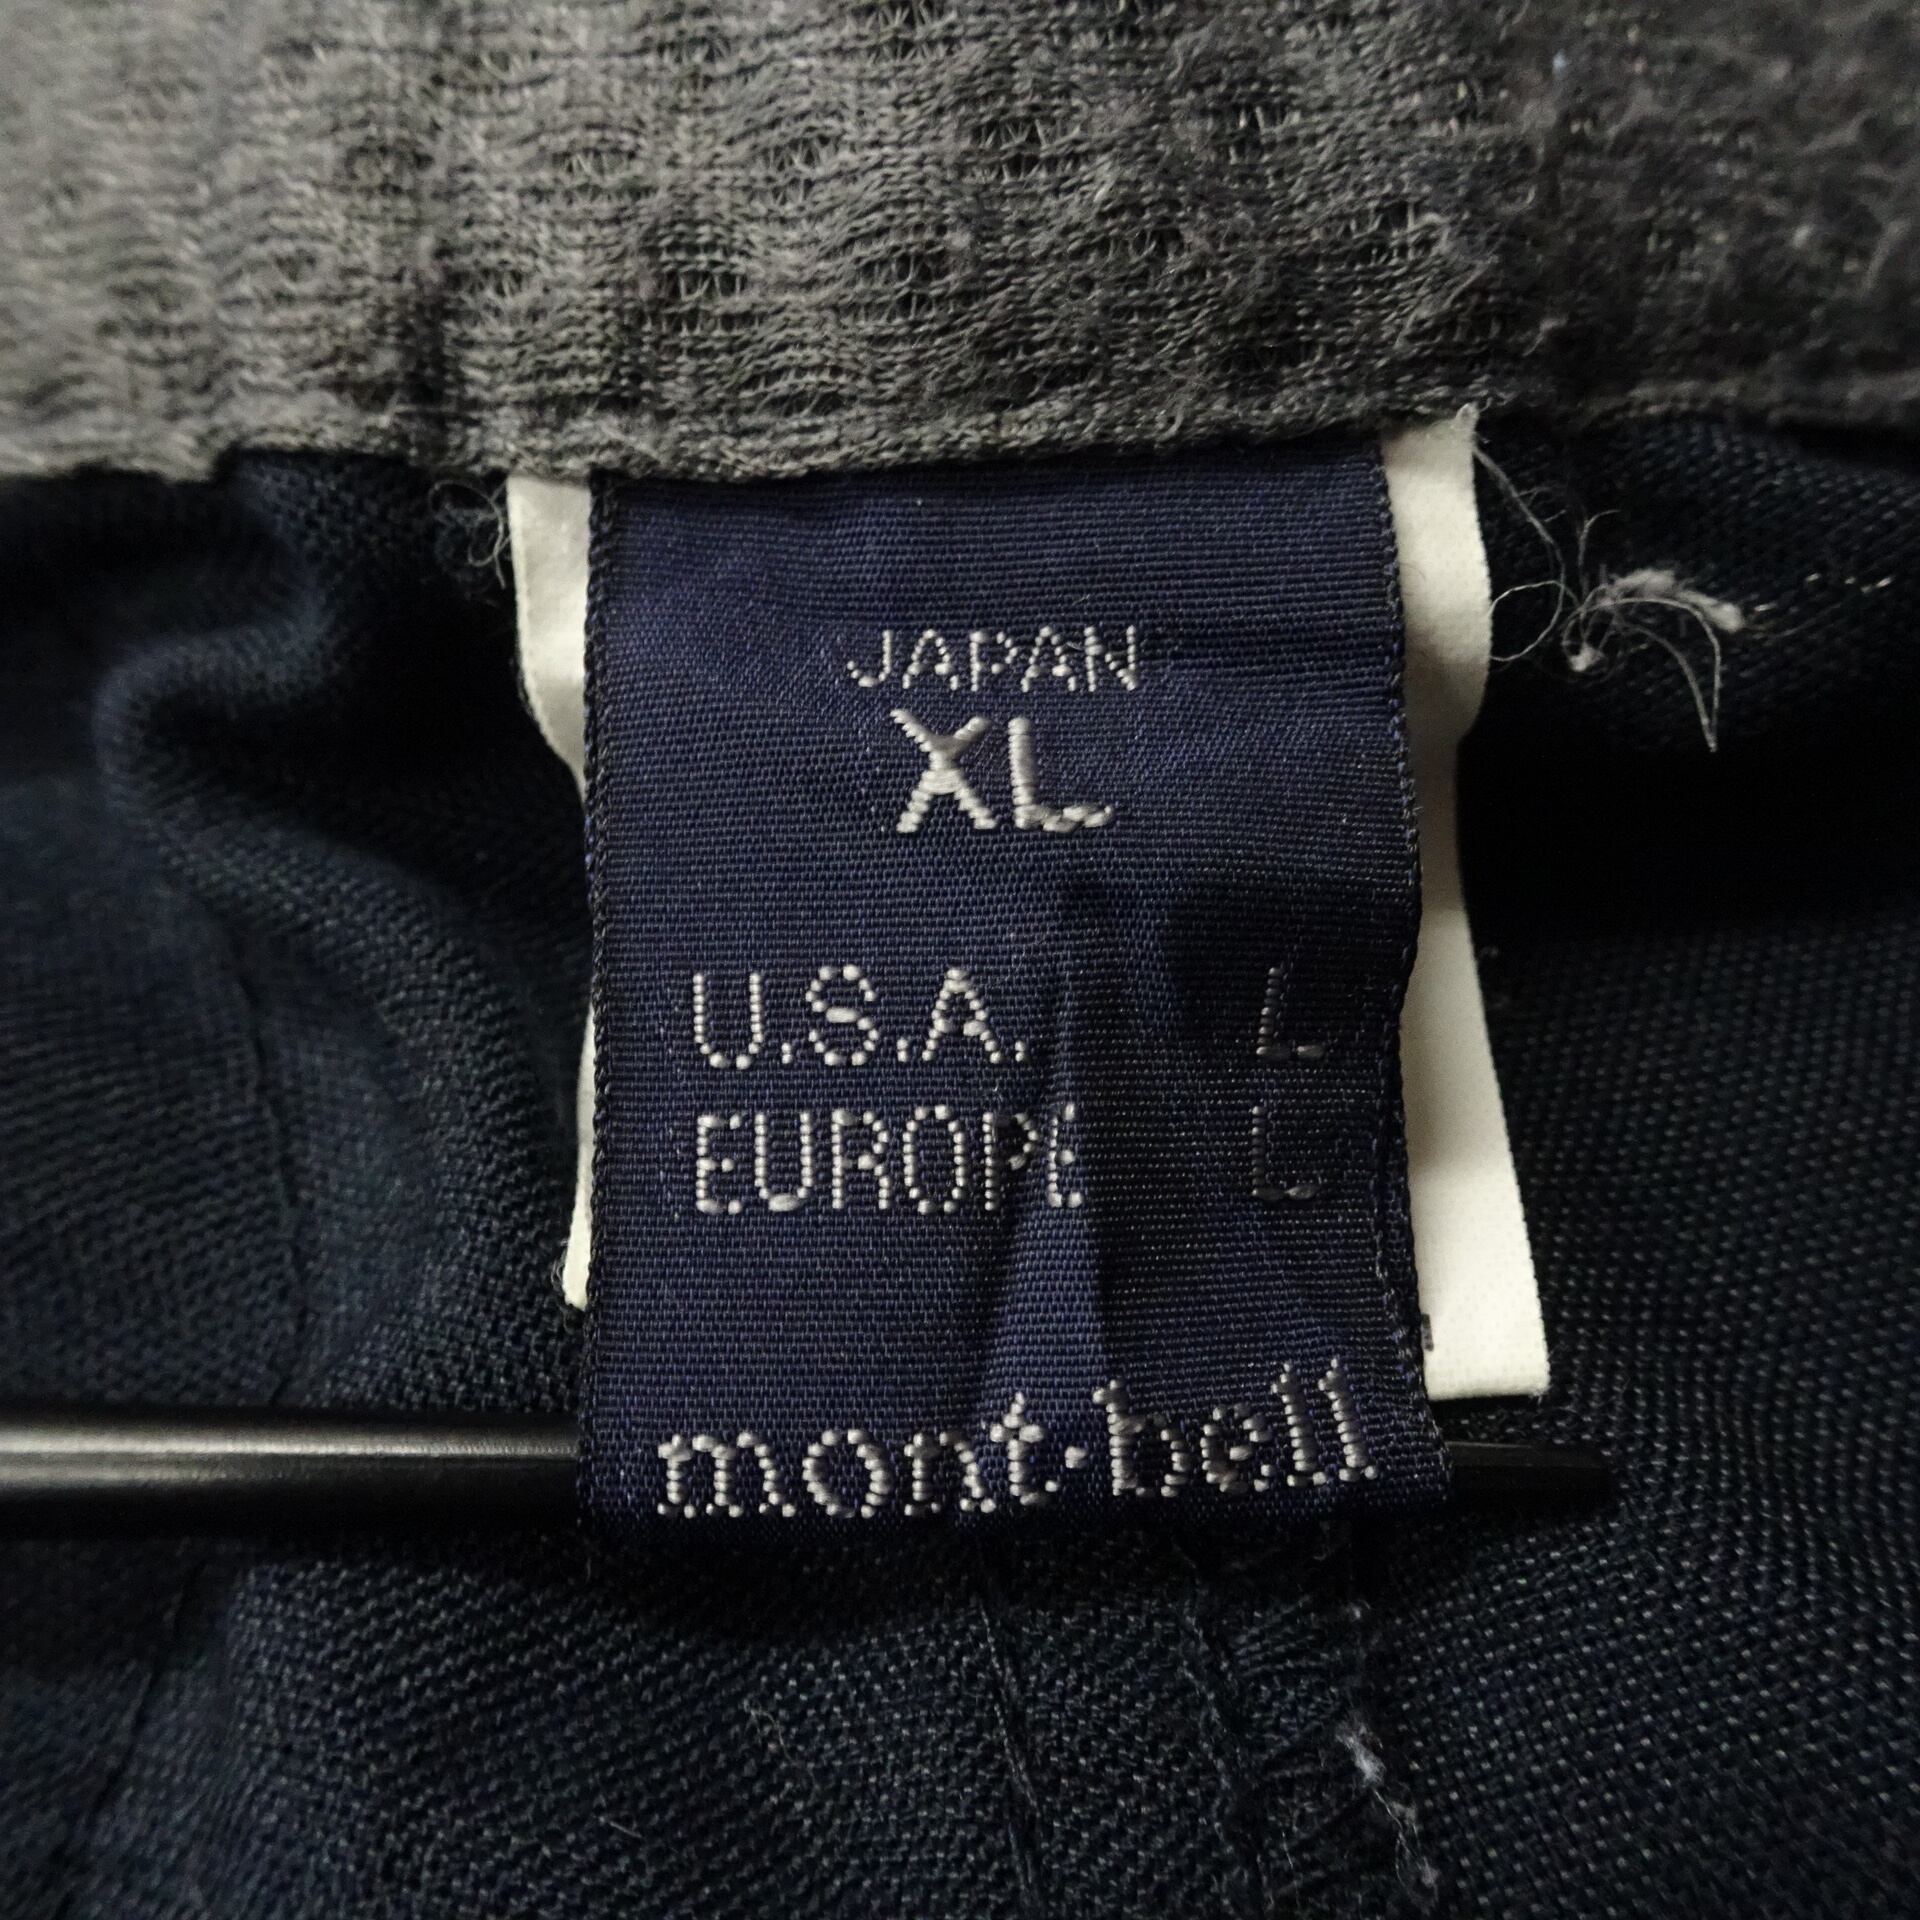 JAPAN
XL
U.S.A. L
EUROPE L
mont·bell